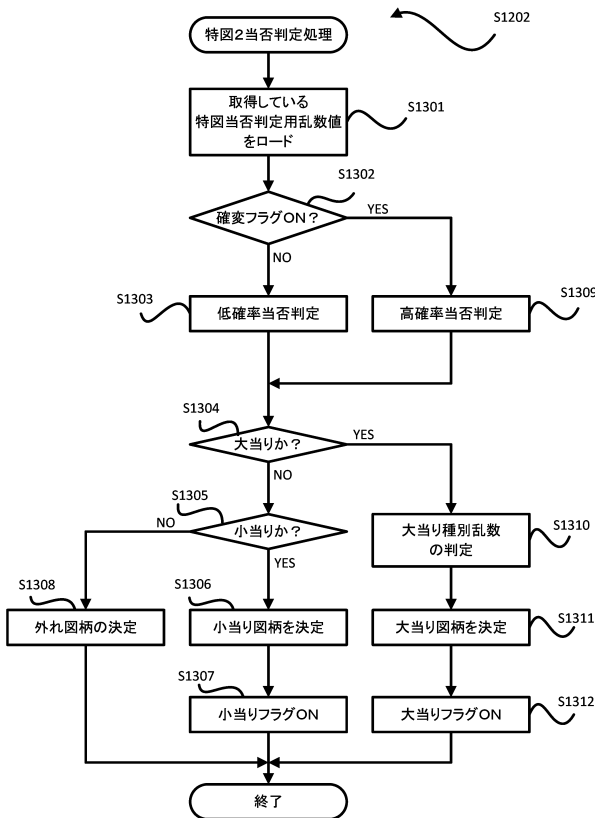 S1202
特図2当否判定処理
取得している
特図当否判定用乱数値
をロード
S1301
S1302
確変フラグON？
YES
NO
S1303
低確率当否判定
高確率当否判定
S1309
S1304
大当りか？
YES
NO
S1305
小当りか？
NO
YES
大当り種別乱数
の判定
S1310
S1308
外れ図柄の決定
S1306
小当り図柄を決定
大当り図柄を決定
S1311
S1307
小当りフラグON
大当りフラグON
S1312
終了